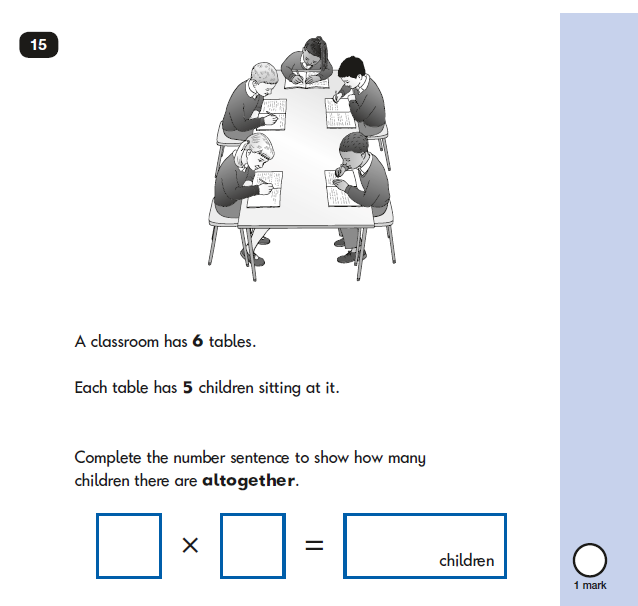 15
A classroom has 6 tables.
Each table has 5 children sitting at it.
Complete the number sentence to show how many
children there are altogether.
× =
children
1 mark